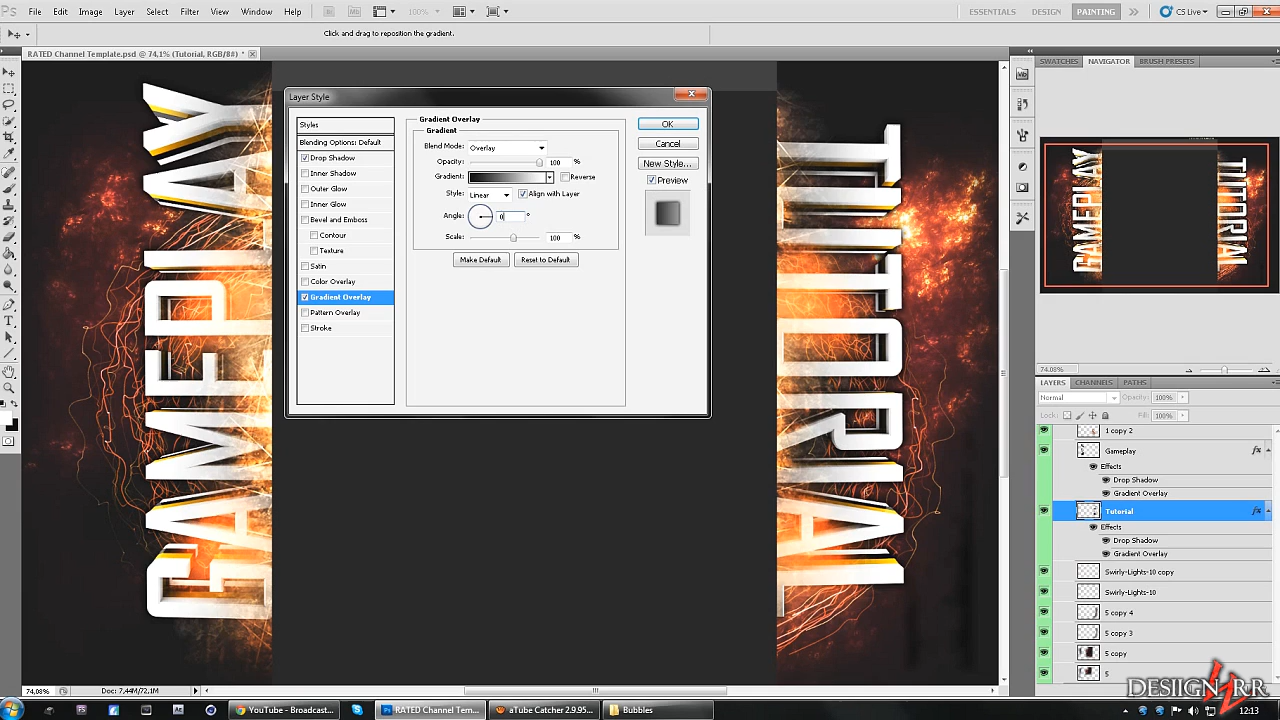 Ps File Edit Image Layer Select Filter View Window Help 100% ESSENTIALS DESIGN PAINTING CS Live
Click and drag to reposition the gradient.
RATED Channel Template.psd @ 74,1% (Tutorial, RGB/8#) *
Layer Style
Styles
Blending Options: Default
Drop Shadow
Inner Shadow
Outer Glow
Inner Glow
Bevel and Emboss
Contour
Texture
Satin
Color Overlay
Gradient Overlay
Pattern Overlay
Stroke
Gradient Overlay
Gradient
Blend Mode: Overlay
Opacity: 100 %
Gradient: Reverse
Style: Linear Align with Layer
Angle: 0 °
Scale: 100 %
Make Default Reset to Default
OK
Cancel
New Style...
Preview
GAMEPLAY
TUTORIAL
SWATCHES NAVIGATOR BRUSH PRESETS
GAMEPLAY
TUTORIAL
74.08%
LAYERS CHANNELS PATHS
Normal Opacity: 100%
Lock: Fill: 100%
1 copy 2
Gameplay fx
Effects
Drop Shadow
Gradient Overlay
Tutorial fx
Effects
Drop Shadow
Gradient Overlay
Swirly-Lights-10 copy
Swirly-Lights-10
5 copy 4
5 copy 3
5 copy
5
74,08% Doc: 7,44M/72,1M
YouTube - Broadcast... RATED Channel Tem... aTube Catcher 2.9.95... Bubbles 12:13